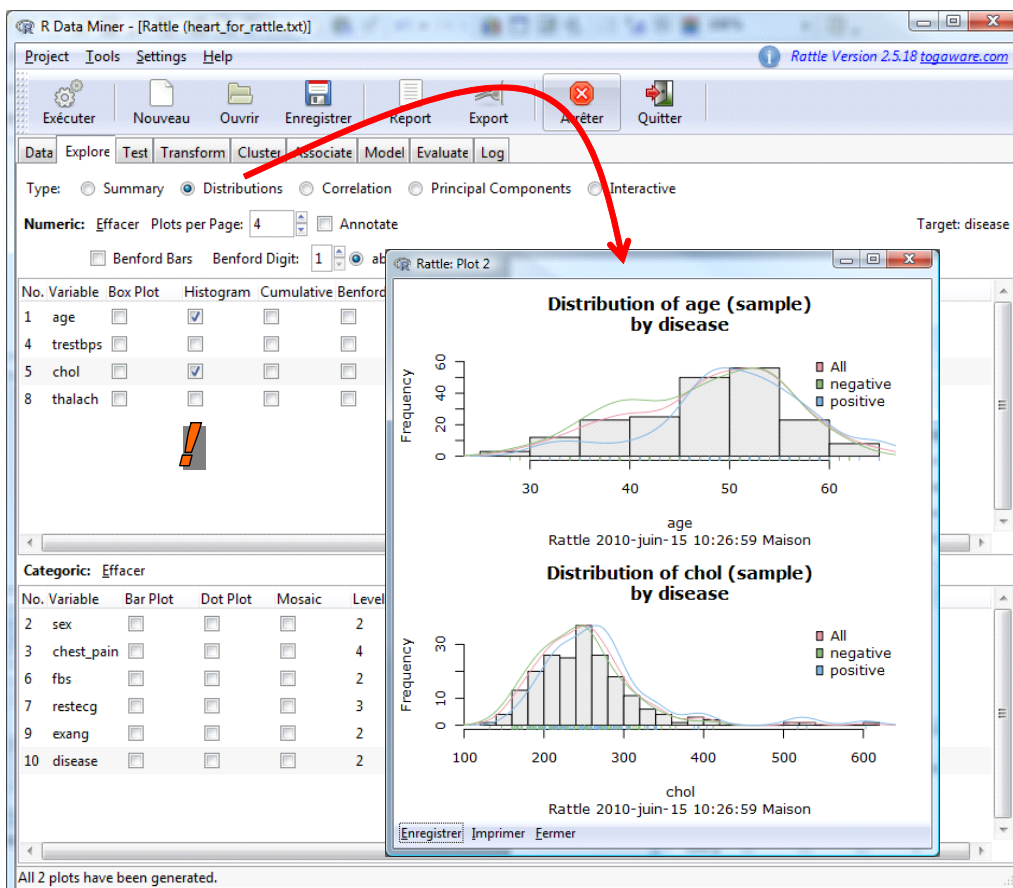 R Data Miner - [Rattle (heart_for_rattle.txt)]
Project Tools Settings Help
Rattle Version 2.5.18 togaware.com
Exécuter Nouveau Ouvrir Enregistrer Report Export Arrêter Quitter
Data Explore Test Transform Cluster Associate Model Evaluate Log
Type: Summary Distributions Correlation Principal Components Interactive
Numeric: Effacer Plots per Page: 4 Annotate Target: disease
Benford Bars Benford Digit: 1 ab
No. Variable Box Plot Histogram Cumulative Benford
1 age
4 trestbps
5 chol
8 thalach
!
Categoric: Effacer
No. Variable Bar Plot Dot Plot Mosaic Level
2 sex 2
3 chest_pain 4
6 fbs 2
7 restecg 3
9 exang 2
10 disease 2
All 2 plots have been generated.
Rattle: Plot 2
Distribution of age (sample)
by disease
All
negative
positive
Frequency
0 20 40 60
30 40 50 60
age
Rattle 2010-juin-15 10:26:59 Maison
Distribution of chol (sample)
by disease
All
negative
positive
Frequency
0 10 30
100 200 300 400 500 600
chol
Rattle 2010-juin-15 10:26:59 Maison
Enregistrer Imprimer Fermer